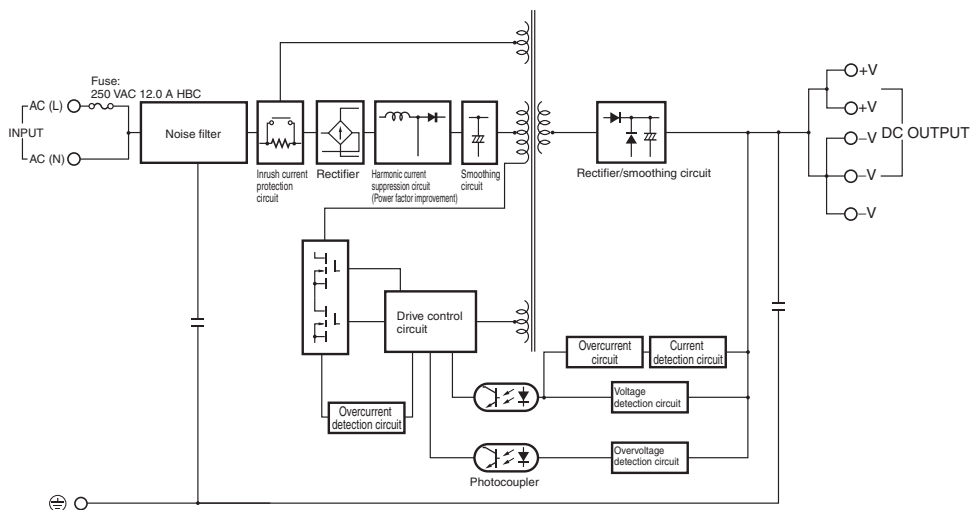 Fuse:
250 VAC 12.0 A HBC
AC (L)
INPUT
AC (N)
Noise filter
Inrush current
protection
circuit
Rectifier
Harmonic current
suppression circuit
(Power factor improvement)
Smoothing
circuit
Rectifier/smoothing circuit
+V
+V
DC OUTPUT
−V
−V
−V
Drive control
circuit
Overcurrent
circuit
Current
detection circuit
Voltage
detection circuit
Overcurrent
detection circuit
Overvoltage
detection circuit
Photocoupler